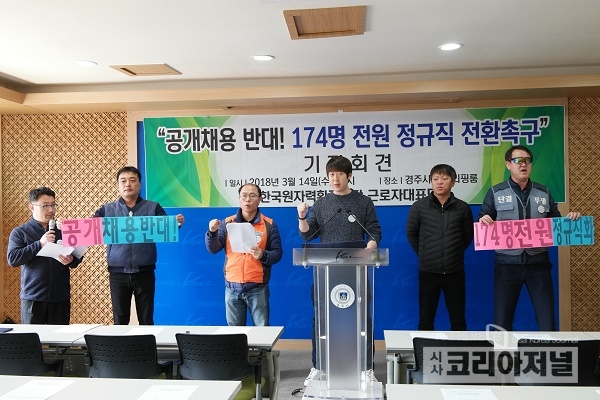 “공개채용 반대! 174명 전원 정규직 전환촉구”
기 회 견
일시 : 2018년 3월 14일(수 장소 : 경주시 핑룸
한국원자력 근로자대표
공개채용반대!
단결 투쟁
174명전원정규직
시사 코리아저널